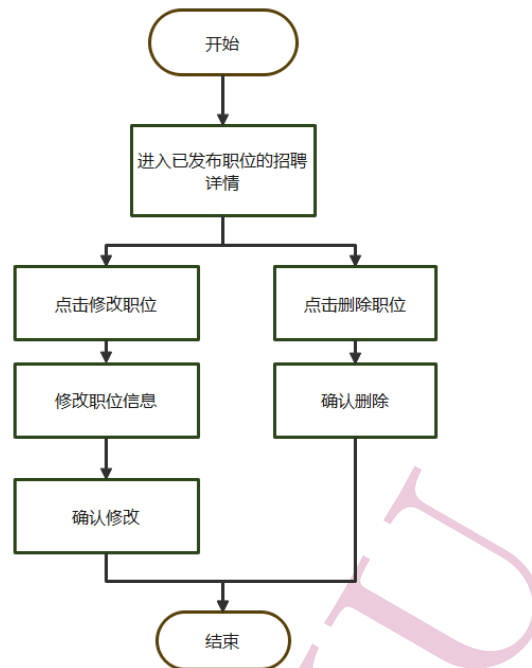 开始
进入已发布职位的招聘
详情
点击修改职位
点击删除职位
修改职位信息
确认删除
确认修改
结束
U